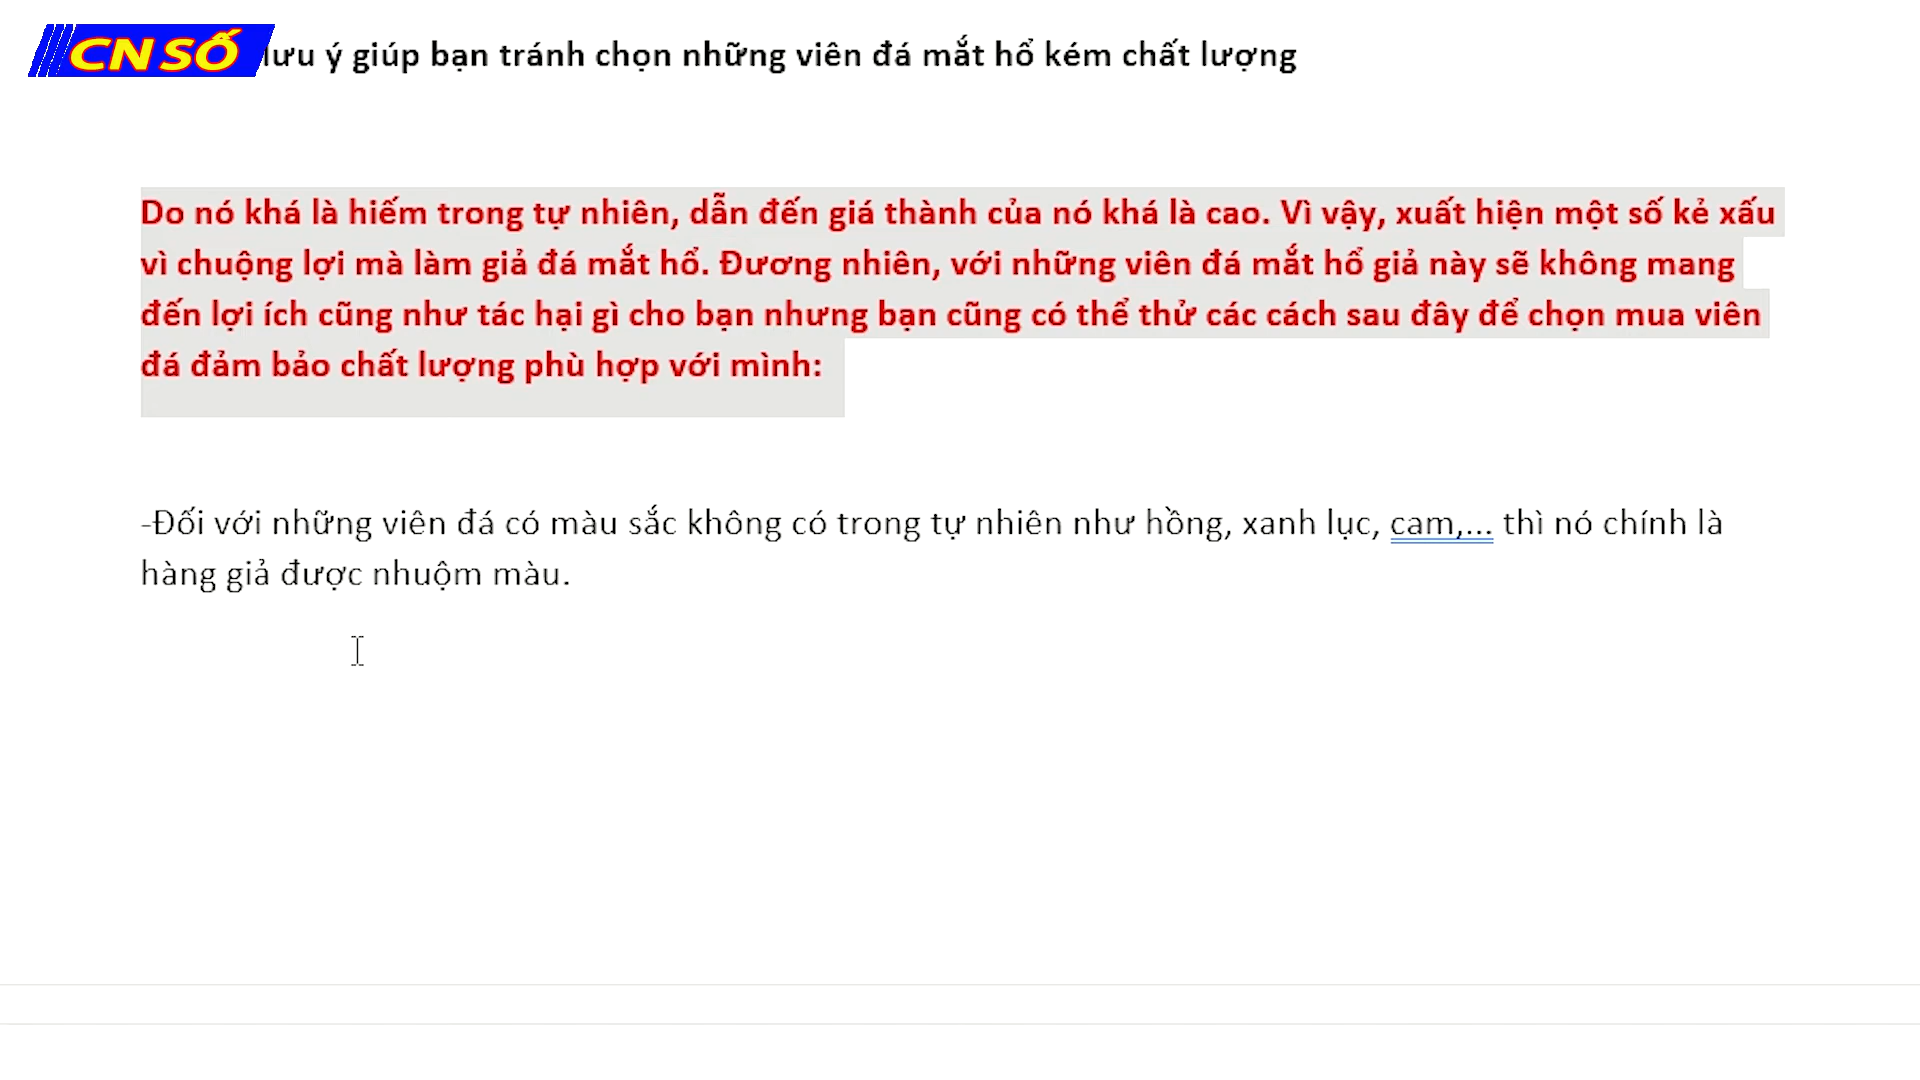 CN SỐ
lưu ý giúp bạn tránh chọn những viên đá mắt hổ kém chất lượng
Do nó khá là hiếm trong tự nhiên, dẫn đến giá thành của nó khá là cao. Vì vậy, xuất hiện một số kẻ xấu
vì chuộng lợi mà làm giả đá mắt hổ. Đương nhiên, với những viên đá mắt hổ giả này sẽ không mang
đến lợi ích cũng như tác hại gì cho bạn nhưng bạn cũng có thể thử các cách sau đây để chọn mua viên
đá đảm bảo chất lượng phù hợp với mình:
-Đối với những viên đá có màu sắc không có trong tự nhiên như hồng, xanh lục, cam,... thì nó chính là
hàng giả được nhuộm màu.